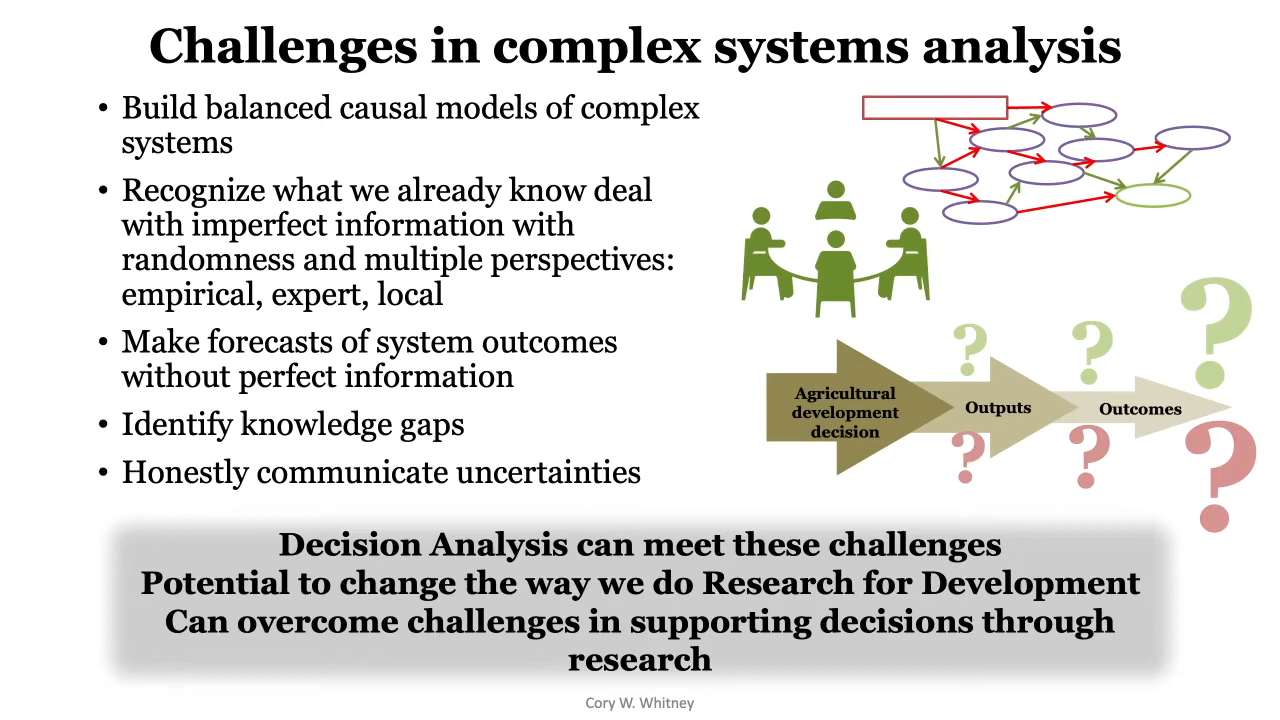 Challenges in complex systems analysis
• Build balanced causal models of complex
systems
• Recognize what we already know deal
with imperfect information with
randomness and multiple perspectives:
empirical, expert, local
• Make forecasts of system outcomes
without perfect information
• Identify knowledge gaps
• Honestly communicate uncertainties
? ? ?
Agricultural
development
decision
Outputs
Outcomes
? ? ?
Decision Analysis can meet these challenges
Potential to change the way we do Research for Development
Can overcome challenges in supporting decisions through
research
Cory W. Whitney